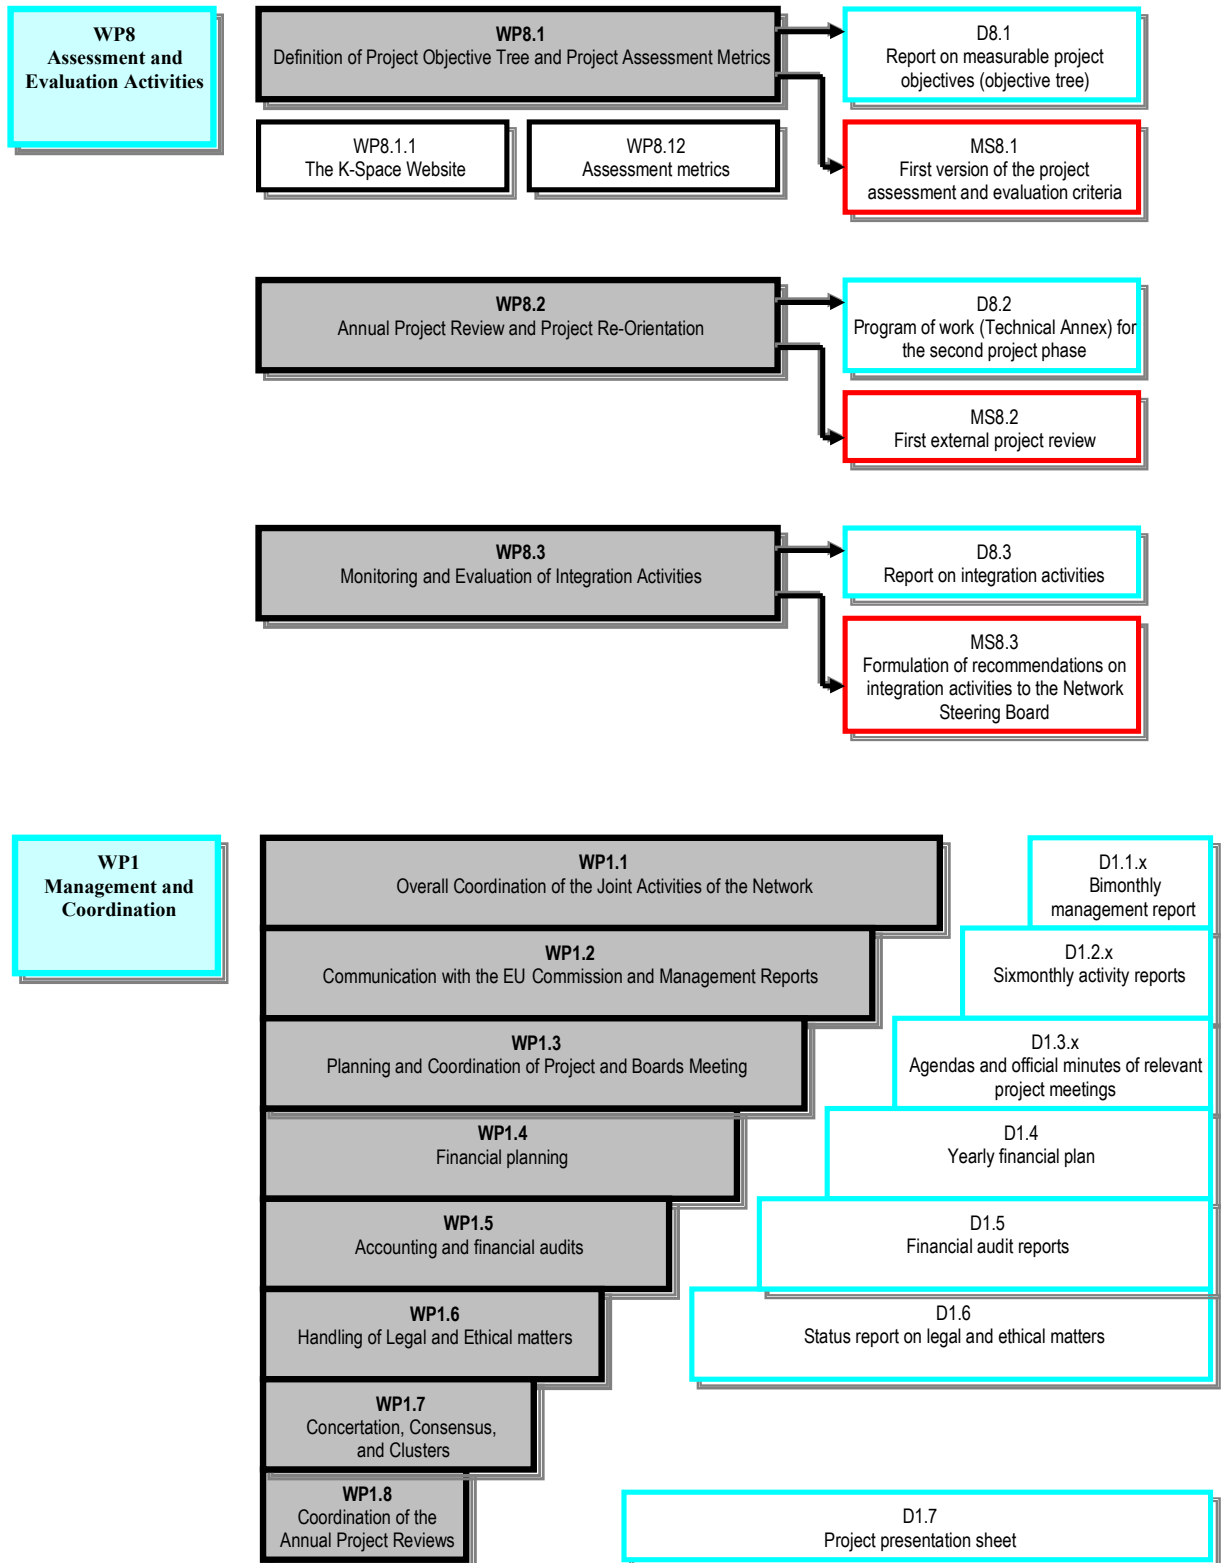 WP8
Assessment and
Evaluation Activities
WP8.1
Definition of Project Objective Tree and Project Assessment Metrics
D8.1
Report on measurable project
objectives (objective tree)
WP8.1.1
The K-Space Website
WP8.12
Assessment metrics
MS8.1
First version of the project
assessment and evaluation criteria
WP8.2
Annual Project Review and Project Re-Orientation
D8.2
Program of work (Technical Annex) for
the second project phase
MS8.2
First external project review
WP8.3
Monitoring and Evaluation of Integration Activities
D8.3
Report on integration activities
MS8.3
Formulation of recommendations on
integration activities to the Network
Steering Board
WP1
Management and
Coordination
WP1.1
Overall Coordination of the Joint Activities of the Network
D1.1.x
Bimonthly
management report
WP1.2
Communication with the EU Commission and Management Reports
D1.2.x
Sixmonthly activity reports
WP1.3
Planning and Coordination of Project and Boards Meeting
D1.3.x
Agendas and official minutes of relevant
project meetings
WP1.4
Financial planning
D1.4
Yearly financial plan
WP1.5
Accounting and financial audits
D1.5
Financial audit reports
WP1.6
Handling of Legal and Ethical matters
D1.6
Status report on legal and ethical matters
WP1.7
Concertation, Consensus,
and Clusters
WP1.8
Coordination of the
Annual Project Reviews
D1.7
Project presentation sheet